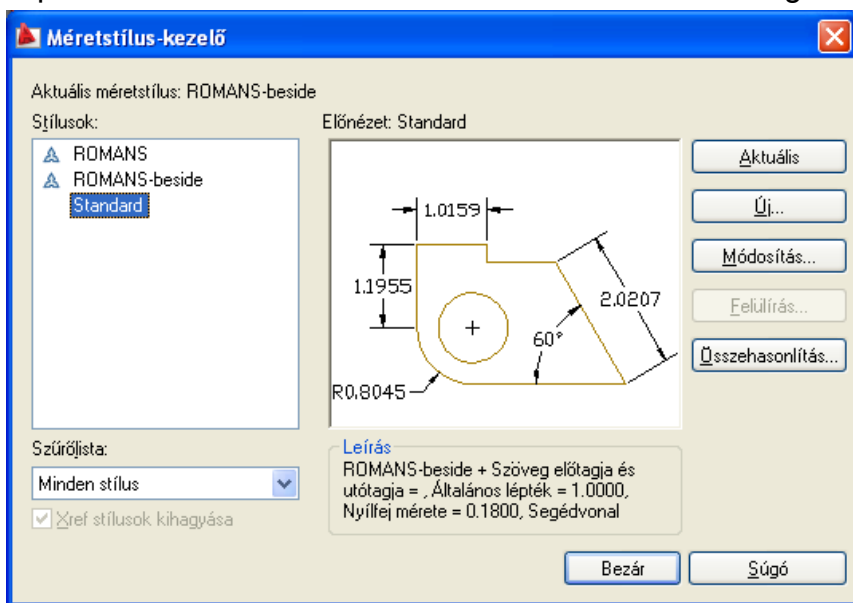 Méretstílus-kezelő
Aktuális méretstílus: ROMANS-beside
Stílusok:
Előnézet: Standard
ROMANS
ROMANS-beside
Standard
1.0159
1.1955
2.0207
60°
R0.8045
Aktuális
Új...
Módosítás...
Felülírás...
Összehasonlítás...
Szűrőlista:
Minden stílus
Xref stílusok kihagyása
Leírás
ROMANS-beside + Szöveg előtagja és
utótagja = , Általános lépték = 1.0000,
Nyílfej mérete = 0.1800, Segédvonal
Bezár
Súgó